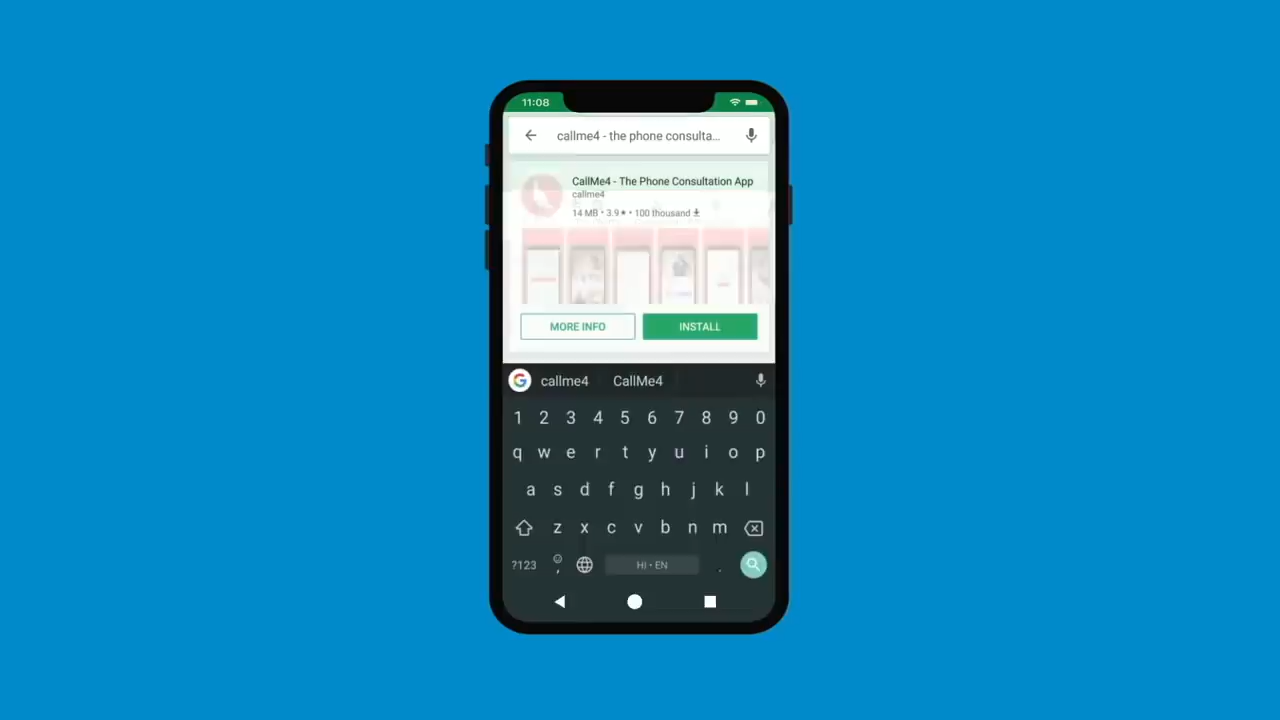 11:08
callme4 - the phone consulta...
CallMe4 - The Phone Consultation App
callme4
14 MB • 3.9★ • 100 thousand
MORE INFO
INSTALL
callme4 CallMe4
1 2 3 4 5 6 7 8 9 0
q w e r t y u i o p
a s d f g h j k l
z x c v b n m
?123 , HI • EN .